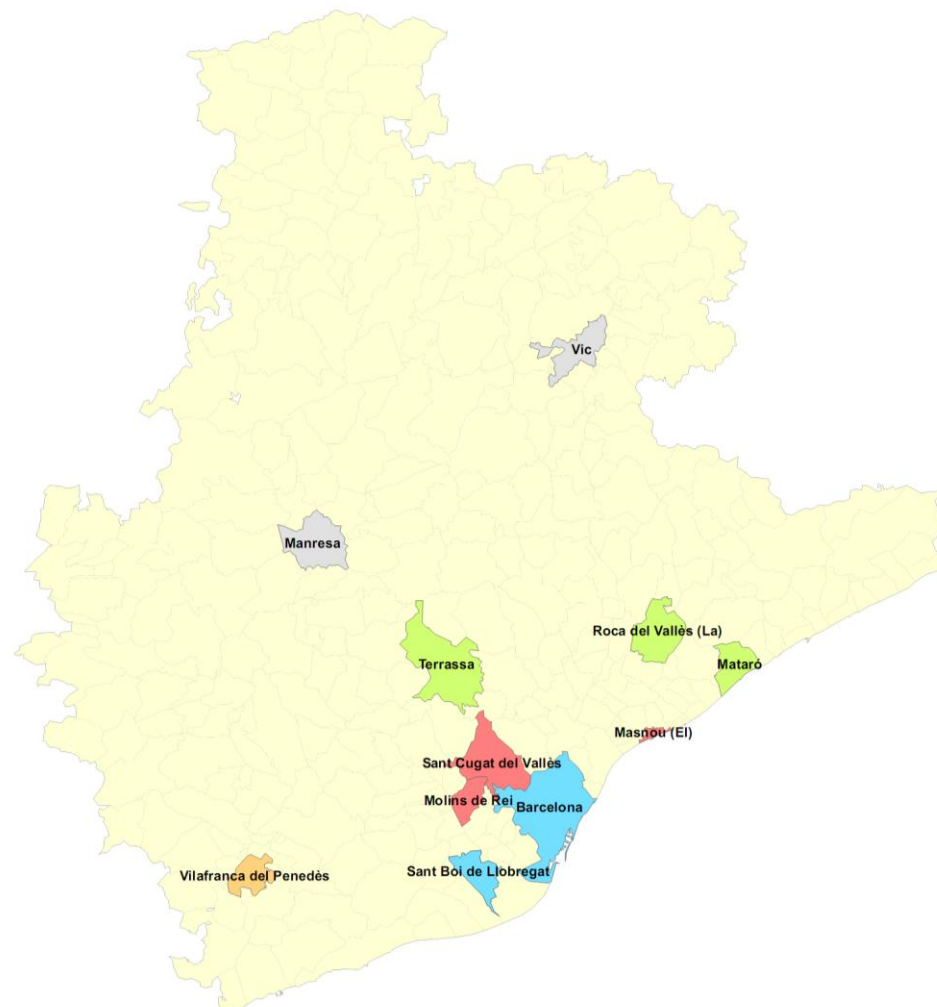 Vic
Manresa
Roca del Vallès (La)
Terrassa
Mataró
Masnou (El)
Sant Cugat del Vallès
Molins de Rei
Barcelona
Sant Boi de Llobregat
Vilafranca del Penedès